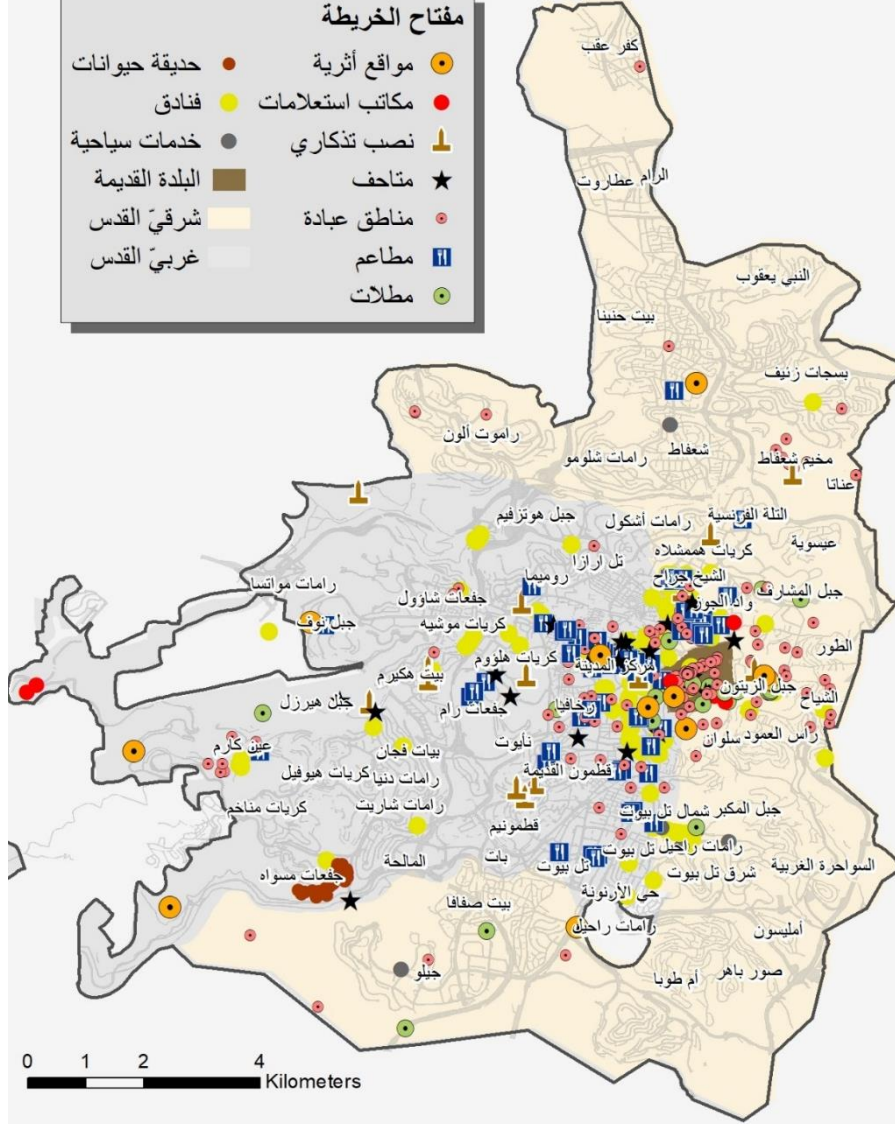 مفتاح الخريطة
مواقع أثرية
حديقة حيوانات
مكاتب استعلامات
فنادق
نصب تذكاري
خدمات سياحية
متاحف
البلدة القديمة
مناطق عبادة
شرقيّ القدس
مطاعم
غربيّ القدس
مطلات
كفر عقب
الرام
عطاروت
النبي يعقوب
بيت حنينا
بسجات زئيف
راموت ألون
شعفاط
رامات شلومو
مخيم شعفاط
عناتا
التلة الفرنسية
جبل هوتزفيم
رامات أشكول
كريات هممشلاه
عيسوية
تل ارازا
روميما
الشيخ جراح
جبل المشارف
رامات مواتسا
جفعات شاؤول
واد الجوز
جبل نوف
كريات موشيه
الطور
كريات هلؤوم
مركز المدينة
بيت هكيرم
جبل الزيتون
الشياح
جبل هيرزل
جفعات رام
رحافيا
راس العمود
سلوان
عين كارم
بيات فجان
نايوت
كريات هيوفيل
رامات دنيا
قطمون القديمة
كريات مناحم
رامات شاريت
قطمونيم
جبل المكبر
شمال تل بيوت
المالحة
بات
تل بيوت
رامات راحيل
تل بيوت
السواحرة الغربية
جفعات مسواه
شرق تل بيوت
حي الأرنونة
بيت صفافا
رامات راحيل
أمليسون
جيلو
صور باهر
أم طوبا
0 1 2 4
Kilometers